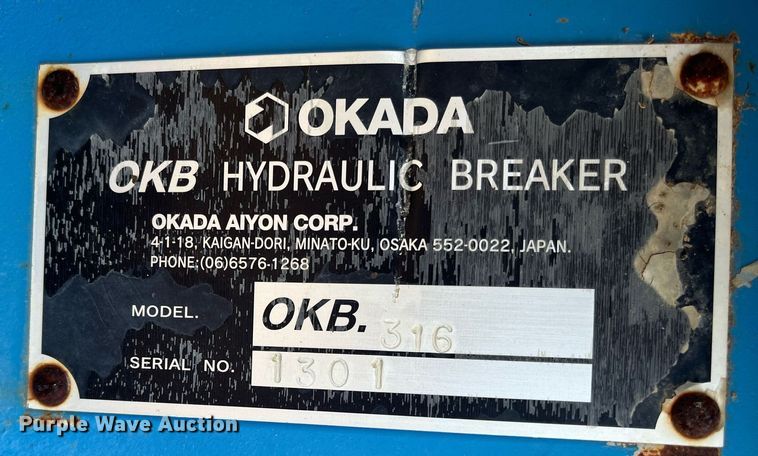 OKADA
OKB HYDRAULIC BREAKER
OKADA AIYON CORP.
4-1-18, KAIGAN-DORI, MINATO-KU, OSAKA 552-0022, JAPAN.
PHONE:(06)6576-1268
MODEL. OKB. 316
SERIAL NO. 1301
Purple Wave Auction